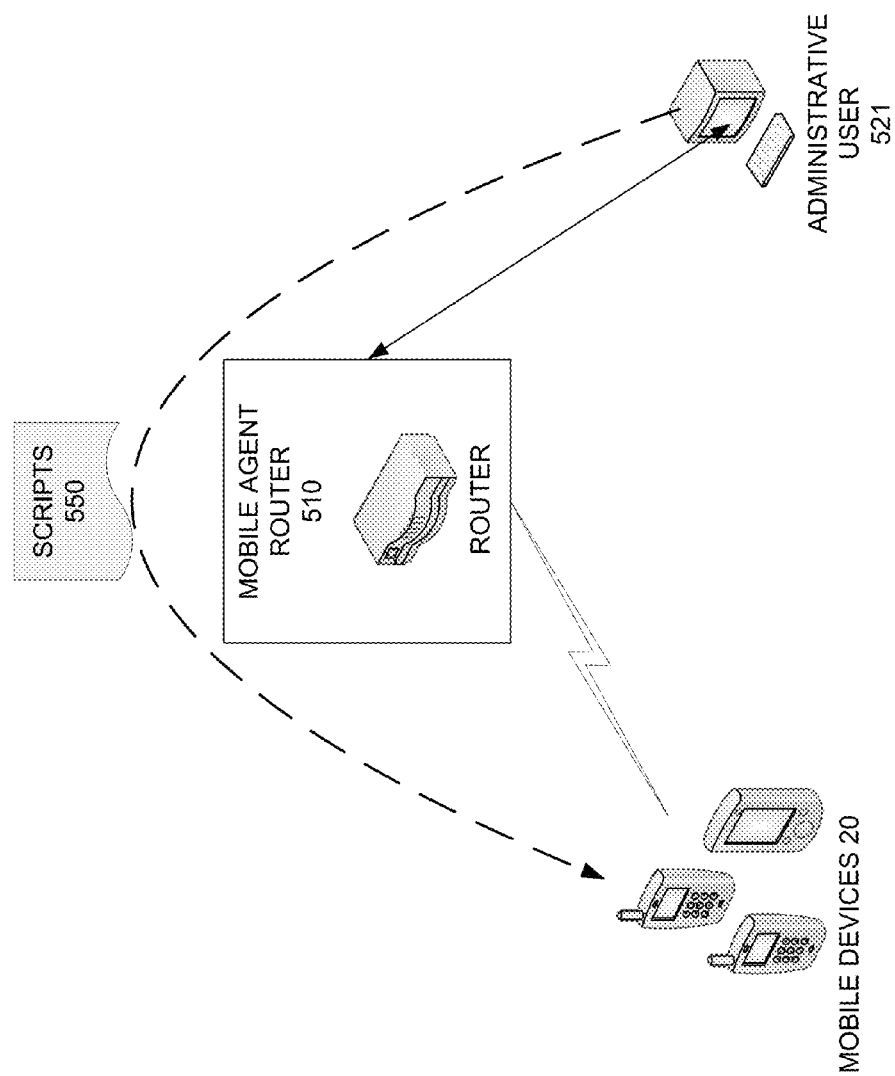 SCRIPTS
550
MOBILE AGENT
ROUTER
510
ROUTER
MOBILE DEVICES 20
ADMINISTRATIVE
USER
521